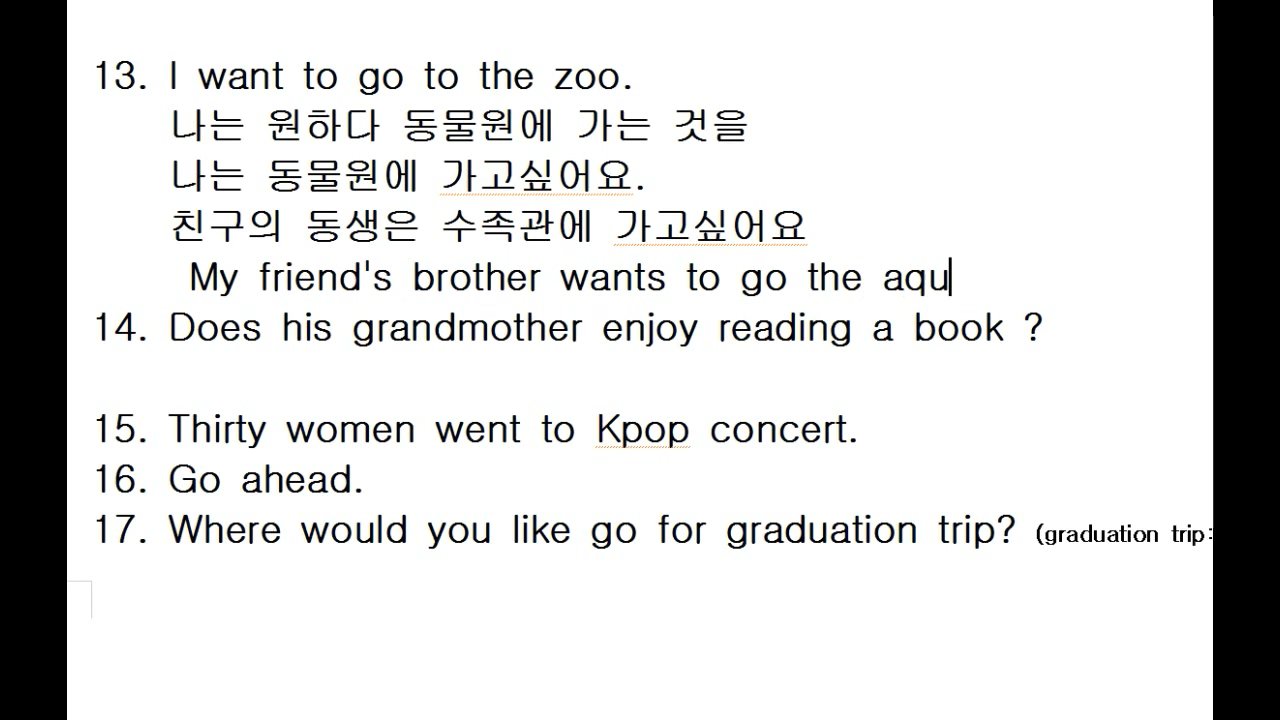 13. I want to go to the zoo.
나는 원하다 동물원에 가는 것을
나는 동물원에 가고싶어요.
친구의 동생은 수족관에 가고싶어요
My friend's brother wants to go the aqu
14. Does his grandmother enjoy reading a book ?
15. Thirty women went to Kpop concert.
16. Go ahead.
17. Where would you like go for graduation trip? (graduation trip: